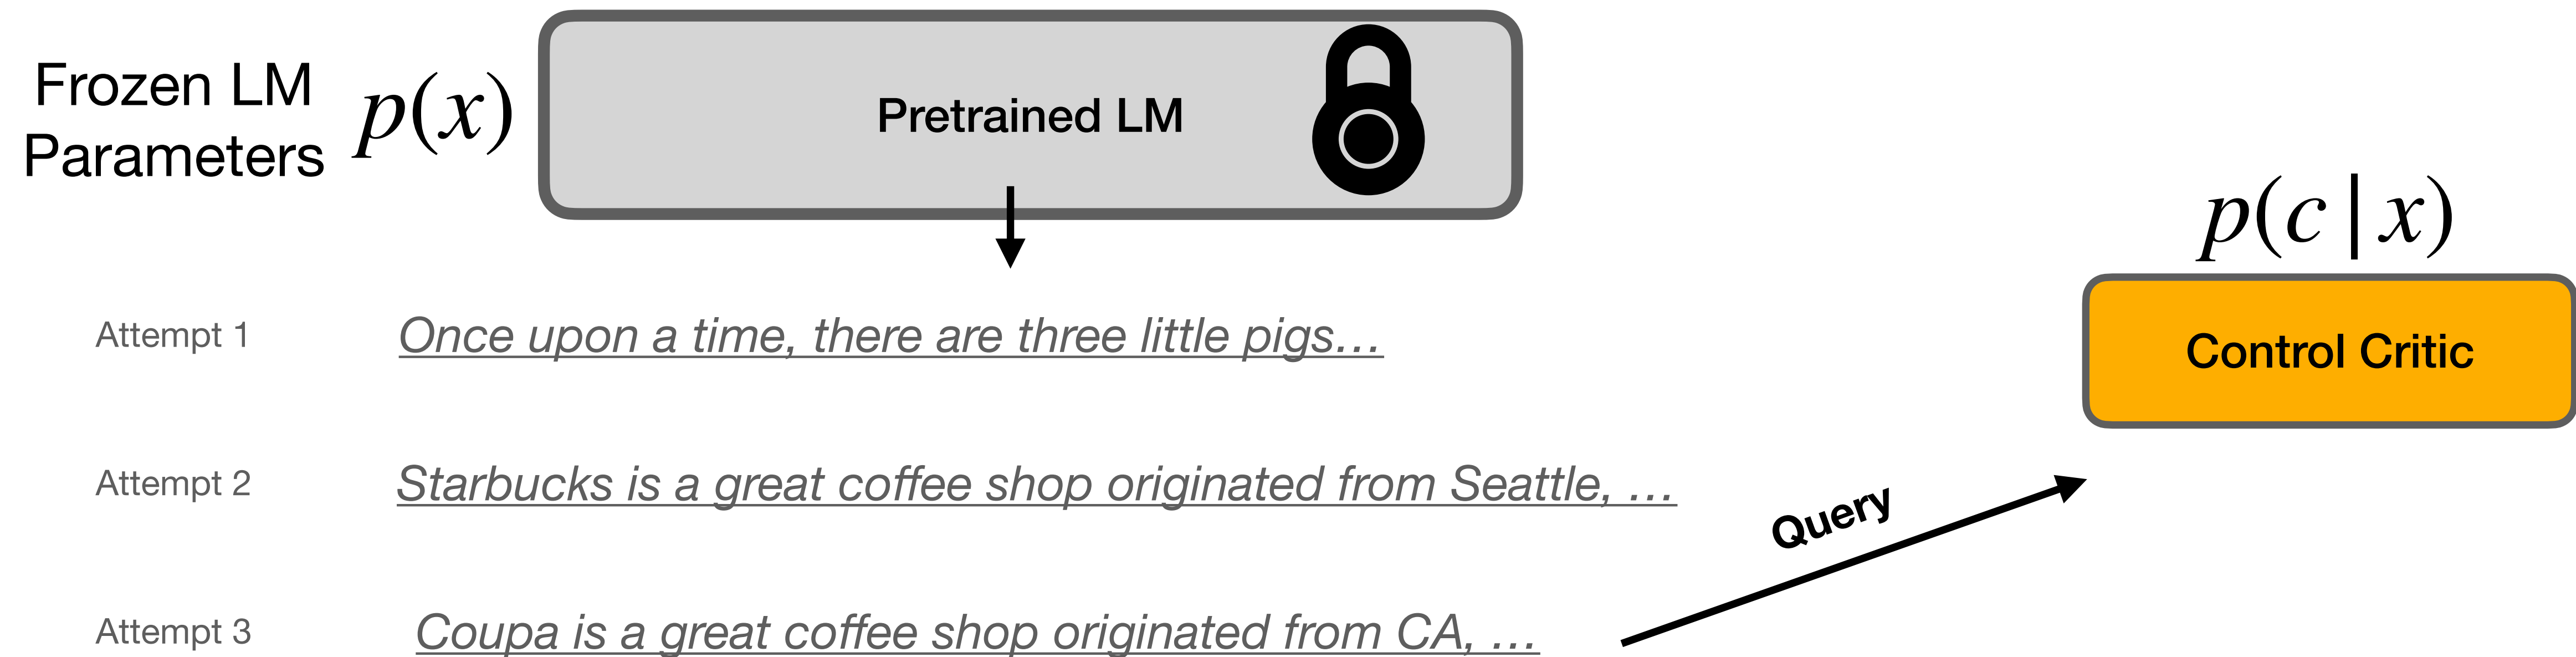 Frozen LM
Parameters
p(x)
Pretrained LM
p(c | x)
Control Critic
Attempt 1
Once upon a time, there are three little pigs…
Attempt 2
Starbucks is a great coffee shop originated from Seattle, …
Query
Attempt 3
Coupa is a great coffee shop originated from CA, …